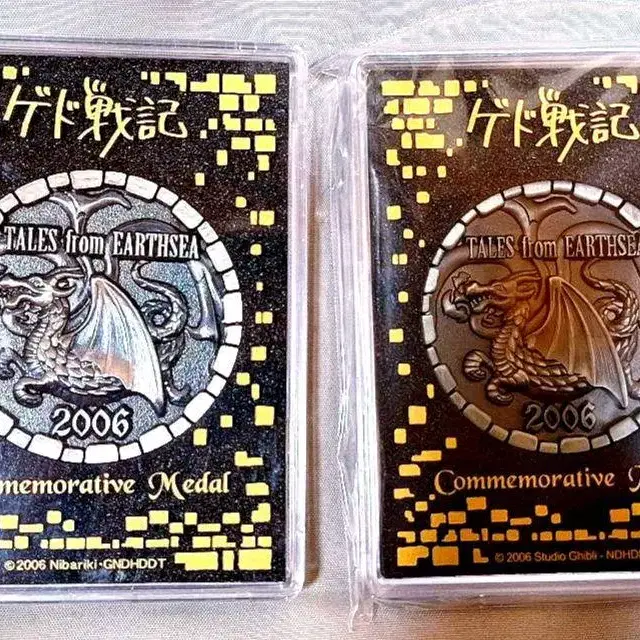 ゲド戦記
TALES from EARTHSEA
2006
memorative Medal
© 2006 Nibariki・GNDHDDT
ゲド戦記
TALES from EARTHSEA
2006
Commemorative
© 2006 Studio Ghibli - NDHD